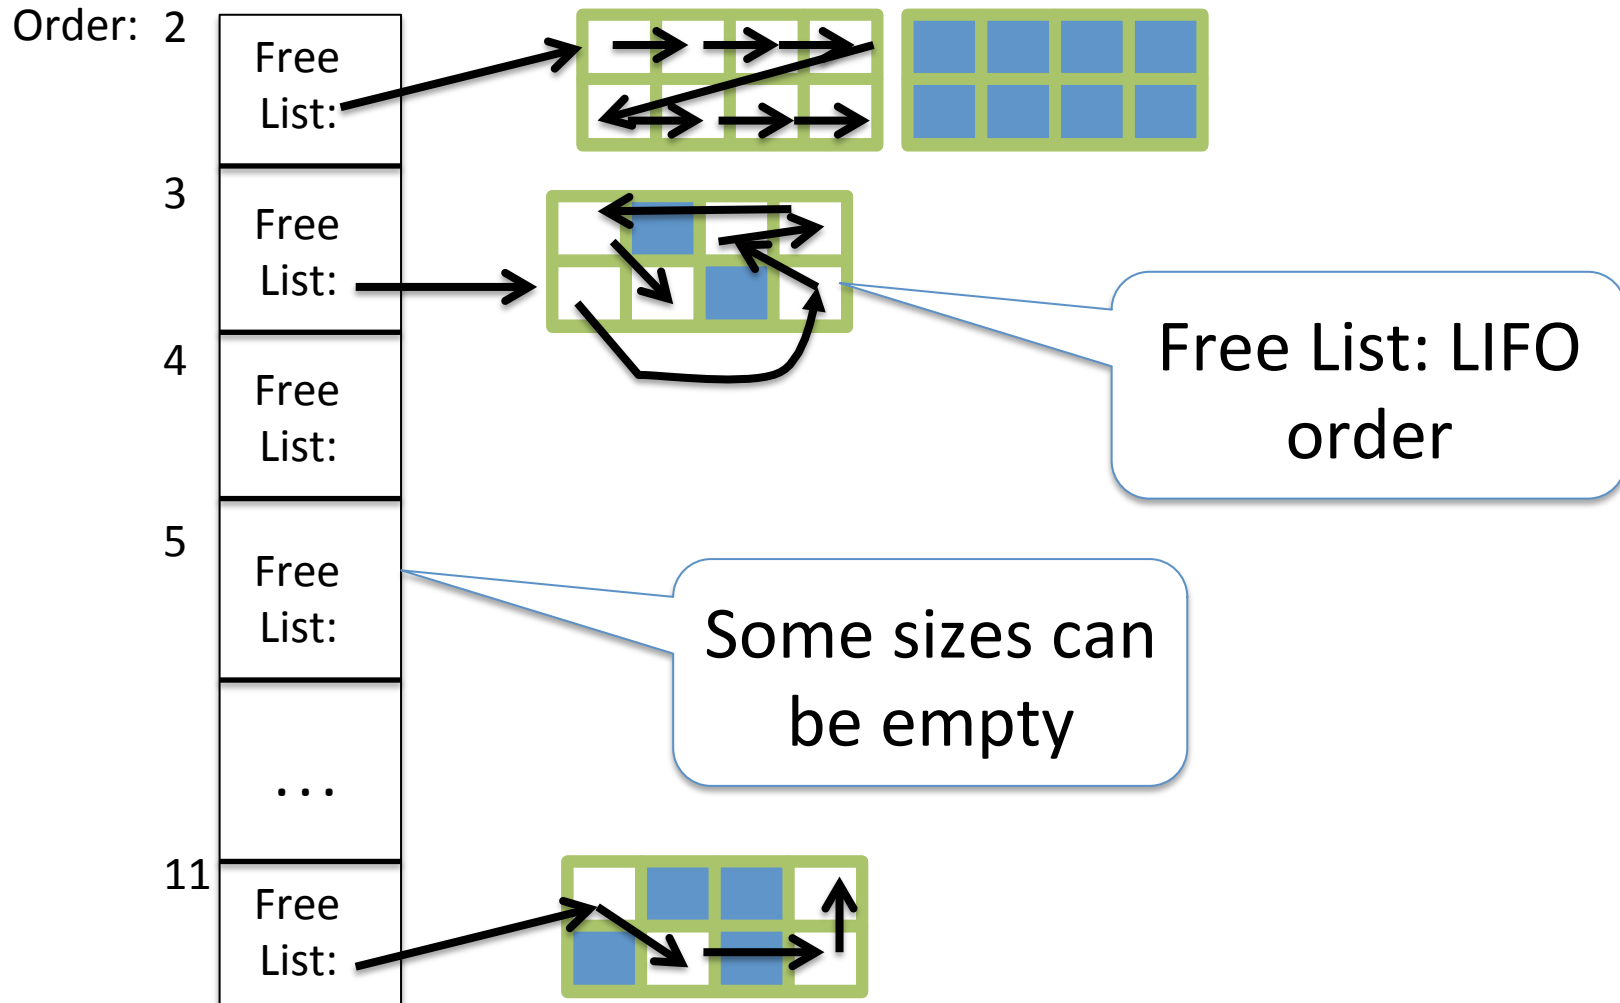 Order: 2
Free
List:
3
Free
List:
4
Free
List:
Free List: LIFO
order
5
Free
List:
Some sizes can
be empty
...
11
Free
List: